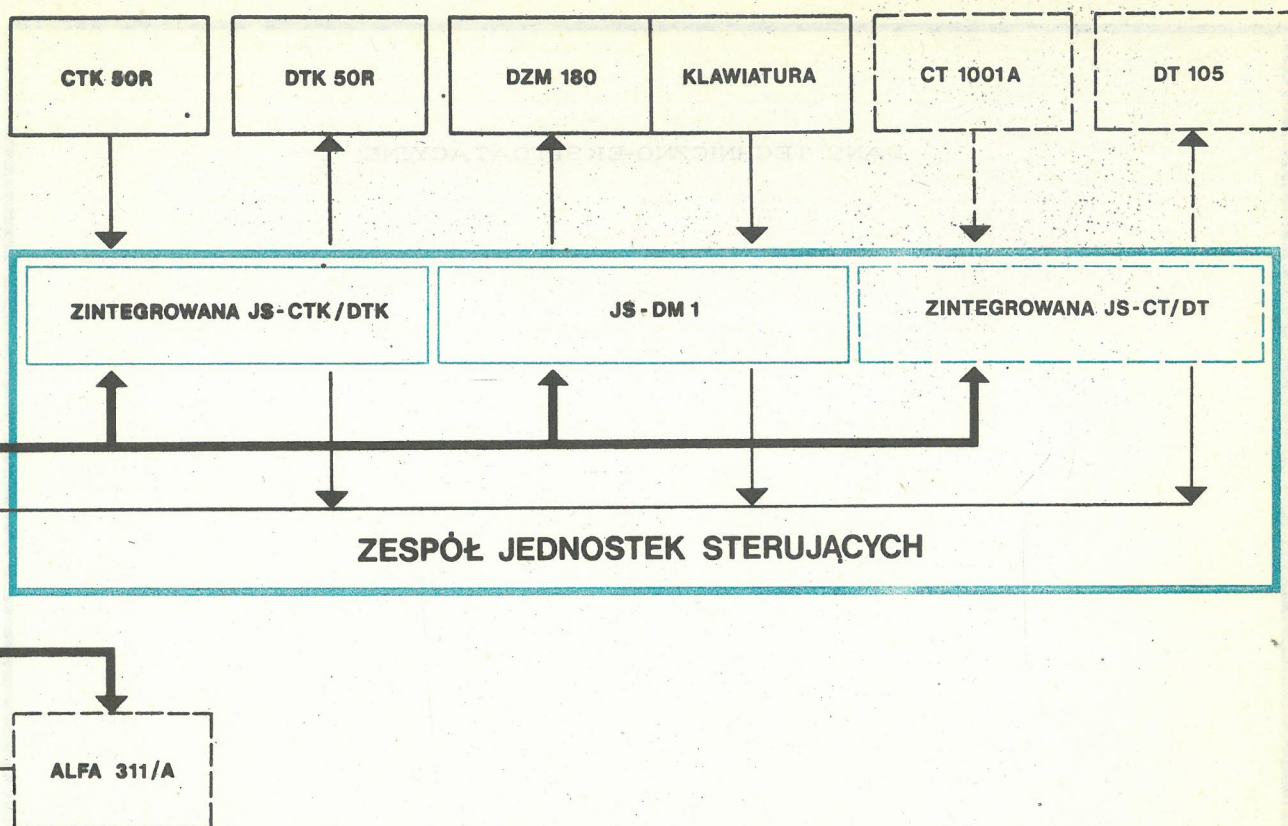 CTK 50R
DTK 50R
DZM 180
KLAWIATURA
CT 1001A
DT 105
ZINTEGROWANA JS-CTK/DTK
JS-DM 1
ZINTEGROWANA JS-CT/DT
ZESPÓŁ JEDNOSTEK STERUJĄCYCH
ALFA 311/A